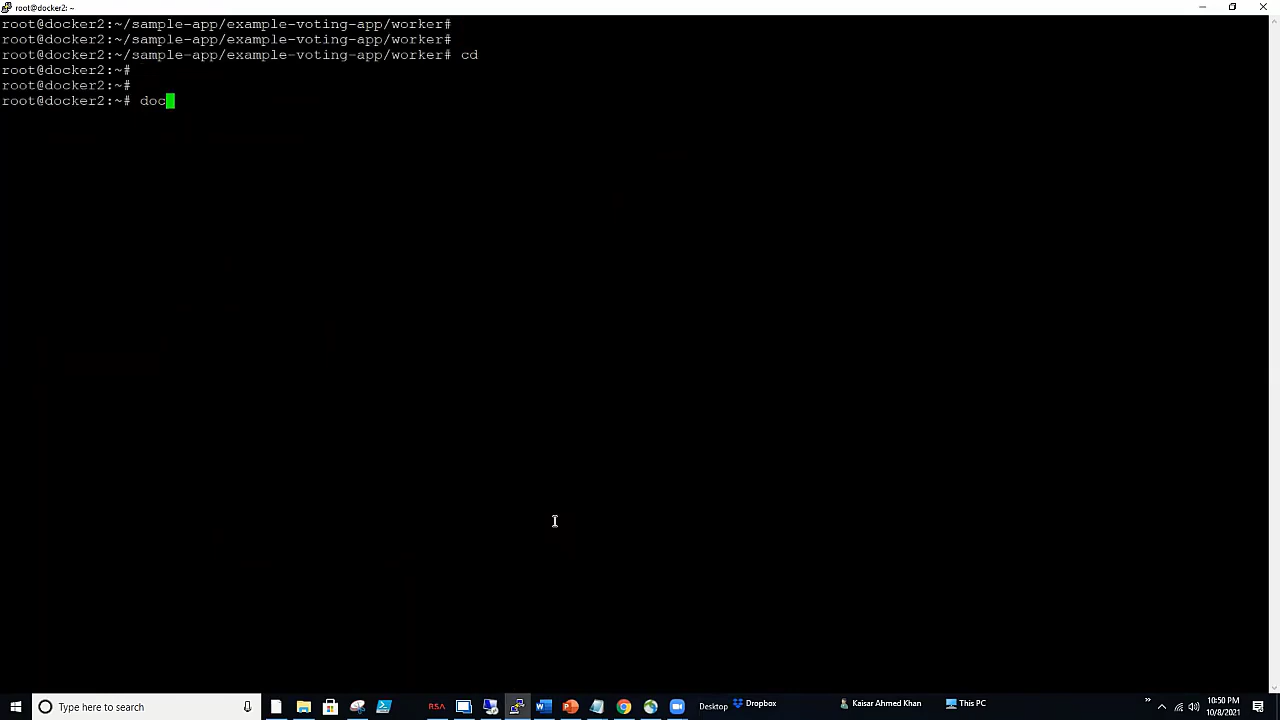 root@docker2: ~
root@docker2:~/sample-app/example-voting-app/worker#
root@docker2:~/sample-app/example-voting-app/worker#
root@docker2:~/sample-app/example-voting-app/worker# cd
root@docker2:~#
root@docker2:~#
root@docker2:~# doc
Type here to search
RSA
Desktop
Dropbox
Kaisar Ahmed Khan
This PC
10:50 PM
10/8/2021